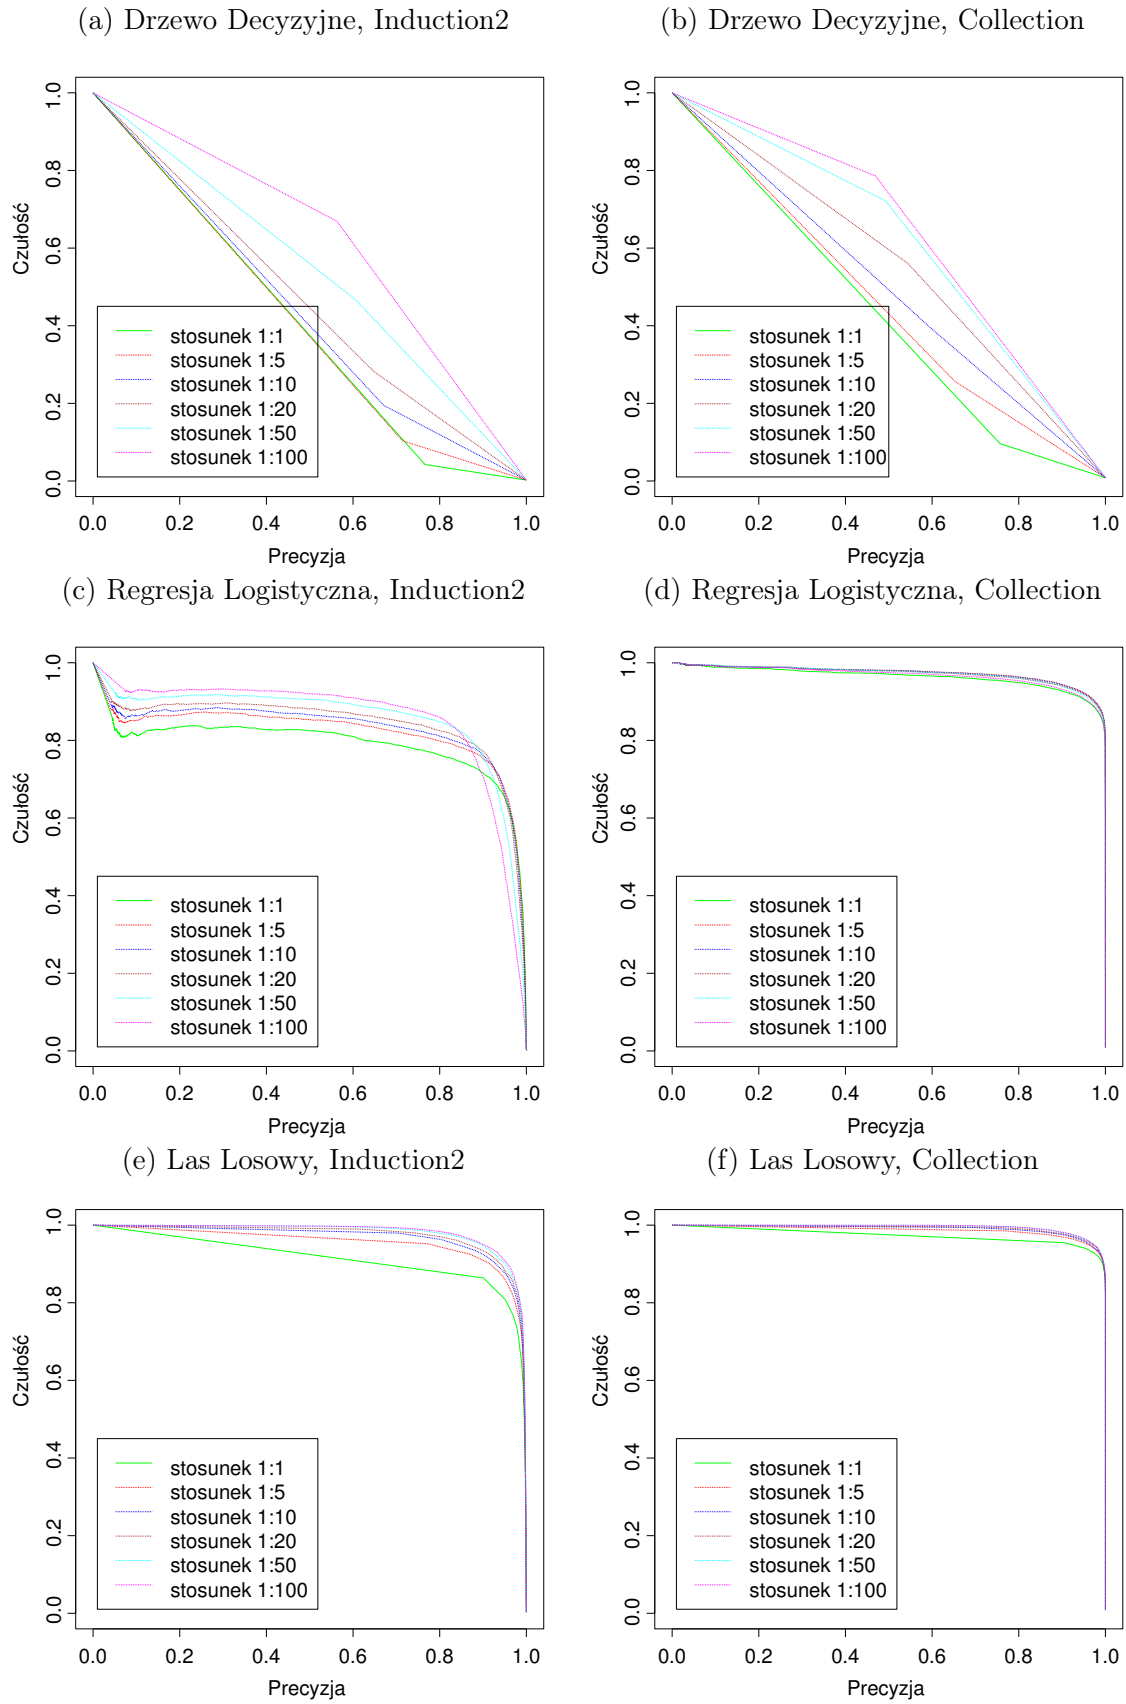 (a) Drzewo Decyzyjne, Induction2
1.0
0.8
0.6
0.4
0.2
0.0
Czułość
stosunek 1:1
stosunek 1:5
stosunek 1:10
stosunek 1:20
stosunek 1:50
stosunek 1:100
0.0 0.2 0.4 0.6 0.8 1.0
Precyzja
(b) Drzewo Decyzyjne, Collection
1.0
0.8
0.6
0.4
0.2
0.0
Czułość
stosunek 1:1
stosunek 1:5
stosunek 1:10
stosunek 1:20
stosunek 1:50
stosunek 1:100
0.0 0.2 0.4 0.6 0.8 1.0
Precyzja
(c) Regresja Logistyczna, Induction2
1.0
0.8
0.6
0.4
0.2
0.0
Czułość
stosunek 1:1
stosunek 1:5
stosunek 1:10
stosunek 1:20
stosunek 1:50
stosunek 1:100
0.0 0.2 0.4 0.6 0.8 1.0
Precyzja
(d) Regresja Logistyczna, Collection
1.0
0.8
0.6
0.4
0.2
0.0
Czułość
stosunek 1:1
stosunek 1:5
stosunek 1:10
stosunek 1:20
stosunek 1:50
stosunek 1:100
0.0 0.2 0.4 0.6 0.8 1.0
Precyzja
(e) Las Losowy, Induction2
1.0
0.8
0.6
0.4
0.2
0.0
Czułość
stosunek 1:1
stosunek 1:5
stosunek 1:10
stosunek 1:20
stosunek 1:50
stosunek 1:100
0.0 0.2 0.4 0.6 0.8 1.0
Precyzja
(f) Las Losowy, Collection
1.0
0.8
0.6
0.4
0.2
0.0
Czułość
stosunek 1:1
stosunek 1:5
stosunek 1:10
stosunek 1:20
stosunek 1:50
stosunek 1:100
0.0 0.2 0.4 0.6 0.8 1.0
Precyzja